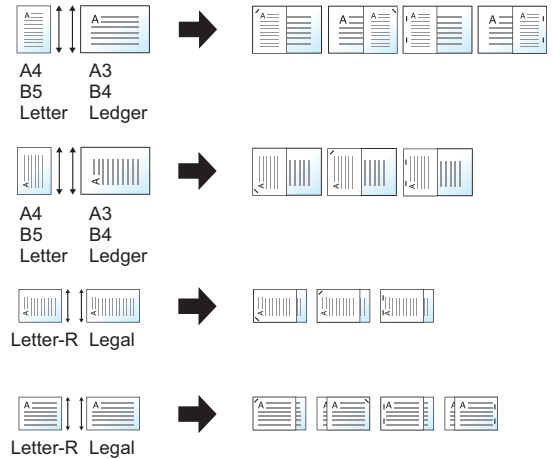 A A A A A A
A4 A3
B5 B4
Letter Ledger
A A A A A
A4 A3
B5 B4
Letter Ledger
A A A A A
Letter-R Legal
A A A A A A A A
Letter-R Legal